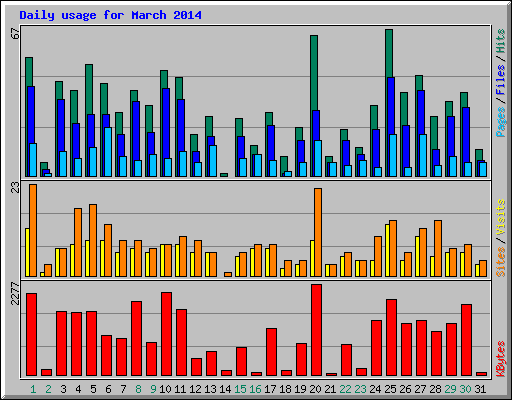 Daily usage for March 2014
67
Pages / Files / Hits
23
Sites / Visits
2277
KBytes
1 2 3 4 5 6 7 8 9 10 11 12 13 14 15 16 17 18 19 20 21 22 23 24 25 26 27 28 29 30 31